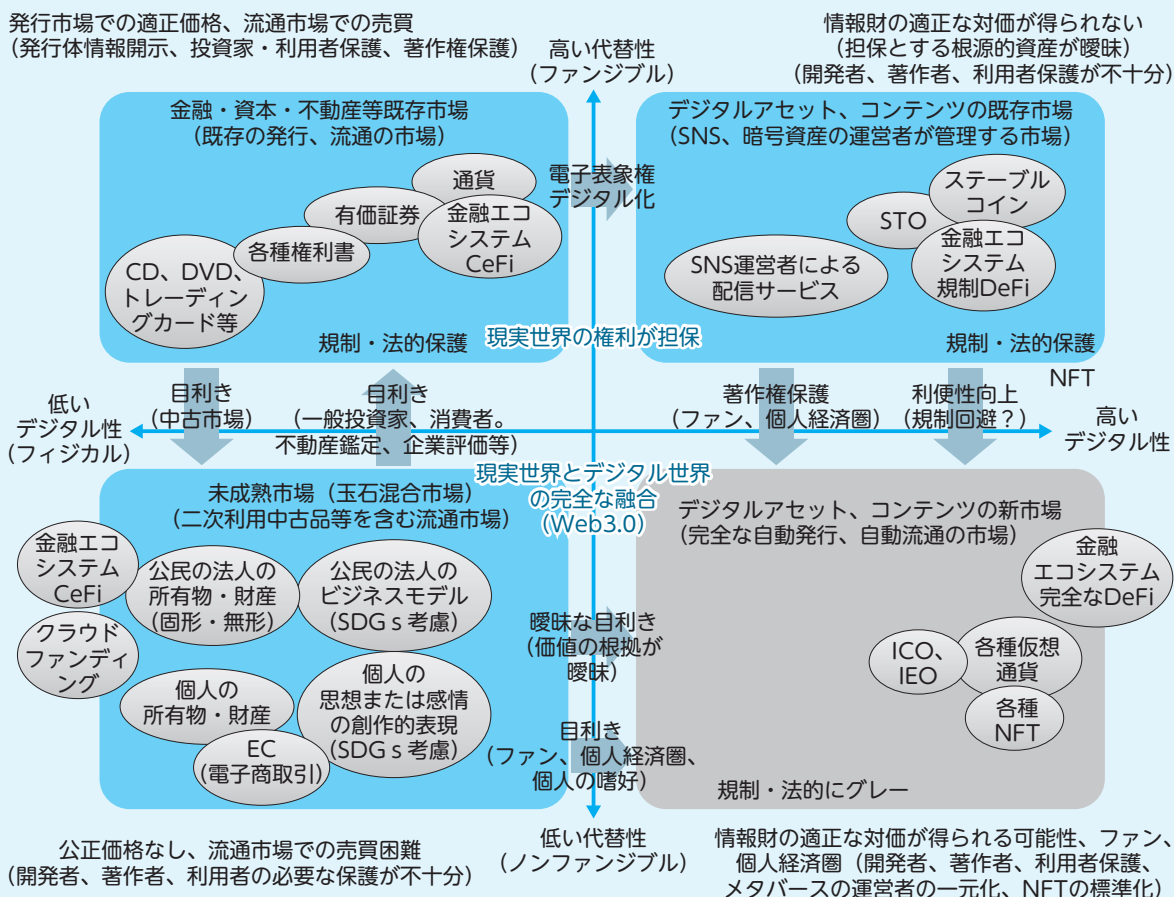 発行市場での適正価格、流通市場での売買
(発行体情報開示、投資家・利用者保護、著作権保護)
高い代替性
(ファンジブル)
情報財の適正な対価が得られない
(担保とする根源的資産が曖昧)
(開発者、著作者、利用者保護が不十分)
金融・資本・不動産等既存市場
(既存の発行、流通の市場)
通貨
有価証券
金融エコ
システム
CeFi
各種権利書
CD、DVD、
トレーディン
グカード等
規制・法的保護
電子表象権
デジタル化
デジタルアセット、コンテンツの既存市場
(SNS、暗号資産の運営者が管理する市場)
ステーブル
コイン
STO
金融エコ
システム
規制DeFi
SNS運営者による
配信サービス
規制・法的保護
現実世界の権利が担保
NFT
低い
デジタル性
(フィジカル)
目利き
(中古市場)
目利き
(一般投資家、消費者。
不動産鑑定、企業評価等)
著作権保護
(ファン、個人経済圏)
利便性向上
(規制回避?)
高い
デジタル性
現実世界とデジタル世界
の完全な融合
(Web3.0)
未成熟市場(玉石混合市場)
(二次利用中古品等を含む流通市場)
金融エコ
システム
CeFi
公民の法人の
所有物・財産
(固形・無形)
公民の法人の
ビジネスモデル
(SDGs考慮)
クラウド
ファンディ
ング
個人の
所有物・財産
個人の
思想または感情
の創作的表現
(SDGs考慮)
EC
(電子商取引)
曖昧な目利き
(価値の根拠が
曖昧)
目利き
(ファン、個人経済圏、
個人の嗜好)
デジタルアセット、コンテンツの新市場
(完全な自動発行、自動流通の市場)
金融
エコシステム
完全なDeFi
ICO、
IEO
各種仮想
通貨
各種
NFT
規制・法的にグレー
公正価格なし、流通市場での売買困難
(開発者、著作者、利用者の必要な保護が不十分)
低い代替性
(ノンファンジブル)
情報財の適正な対価が得られる可能性、ファン、
個人経済圏(開発者、著作者、利用者保護、
メタバースの運営者の一元化、NFTの標準化)